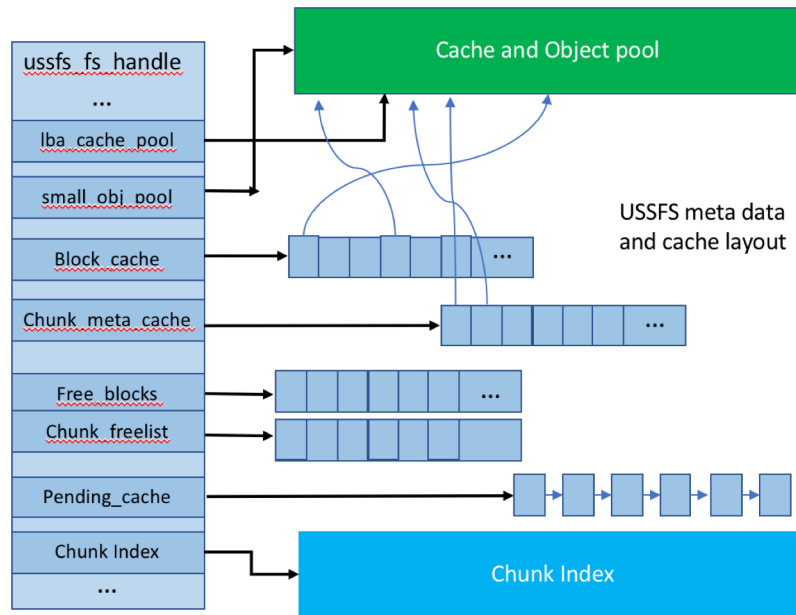 ussfs_fs_handle
...
lba_cache_pool
small_obj_pool
Block_cache
Chunk_meta_cache
Free_blocks
Chunk_freelist
Pending_cache
Chunk Index
...
Cache and Object pool
USSFS meta data
and cache layout
...
...
...
Chunk Index